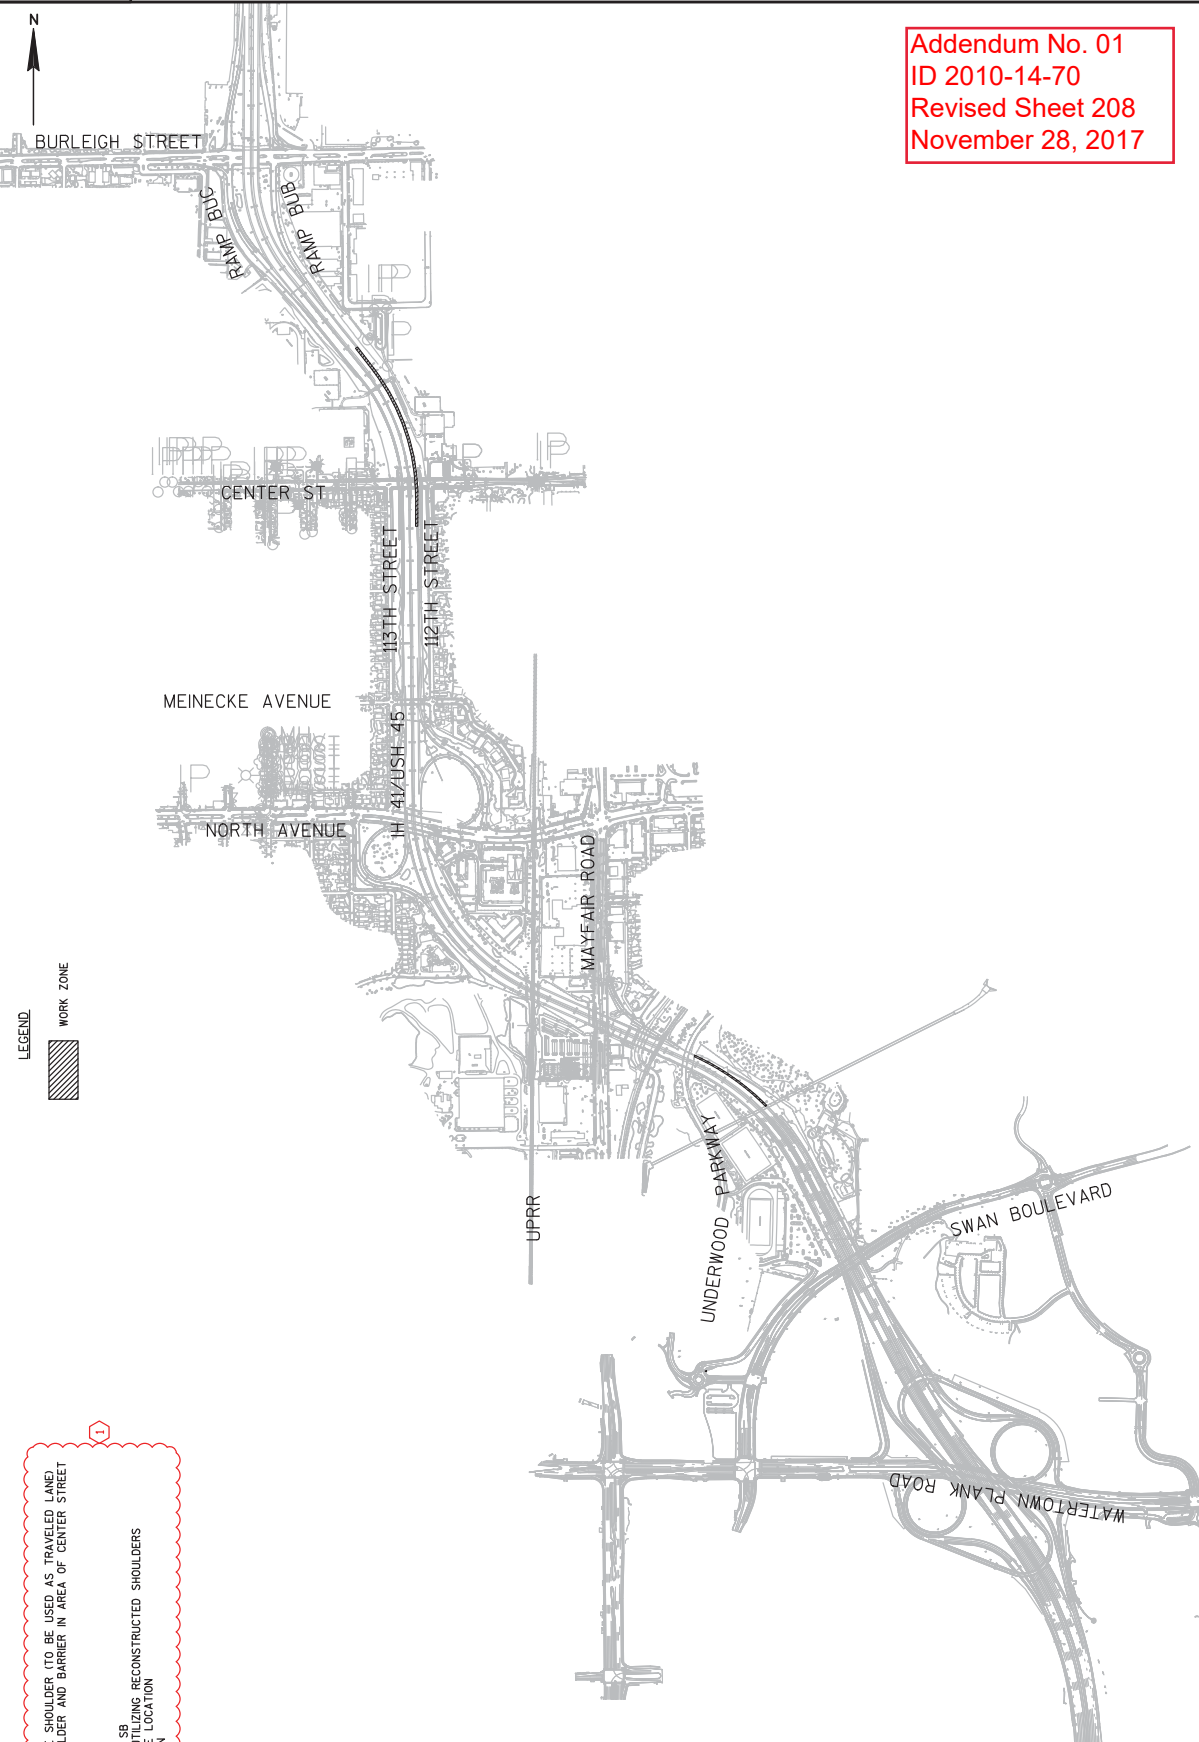 N
Addendum No. 01
ID 2010-14-70
Revised Sheet 208
November 28, 2017
BURLEIGH STREET
RAMP BUC
RAMP BUB
P
P
CENTER ST
113TH STREET
112TH STREET
MEINECKE AVENUE
IH 41/USH 45
NORTH AVENUE
MAYFAIR ROAD
LEGEND
WORK ZONE
UPRR
UNDERWOOD PARKWAY
SWAN BOULEVARD
WATERTOWN PLANK ROAD
1
SHOULDER (TO BE USED AS TRAVELED LANE)
LDER AND BARRIER IN AREA OF CENTER STREET
SB
TILIZING RECONSTRUCTED SHOULDERS
E LOCATION
N